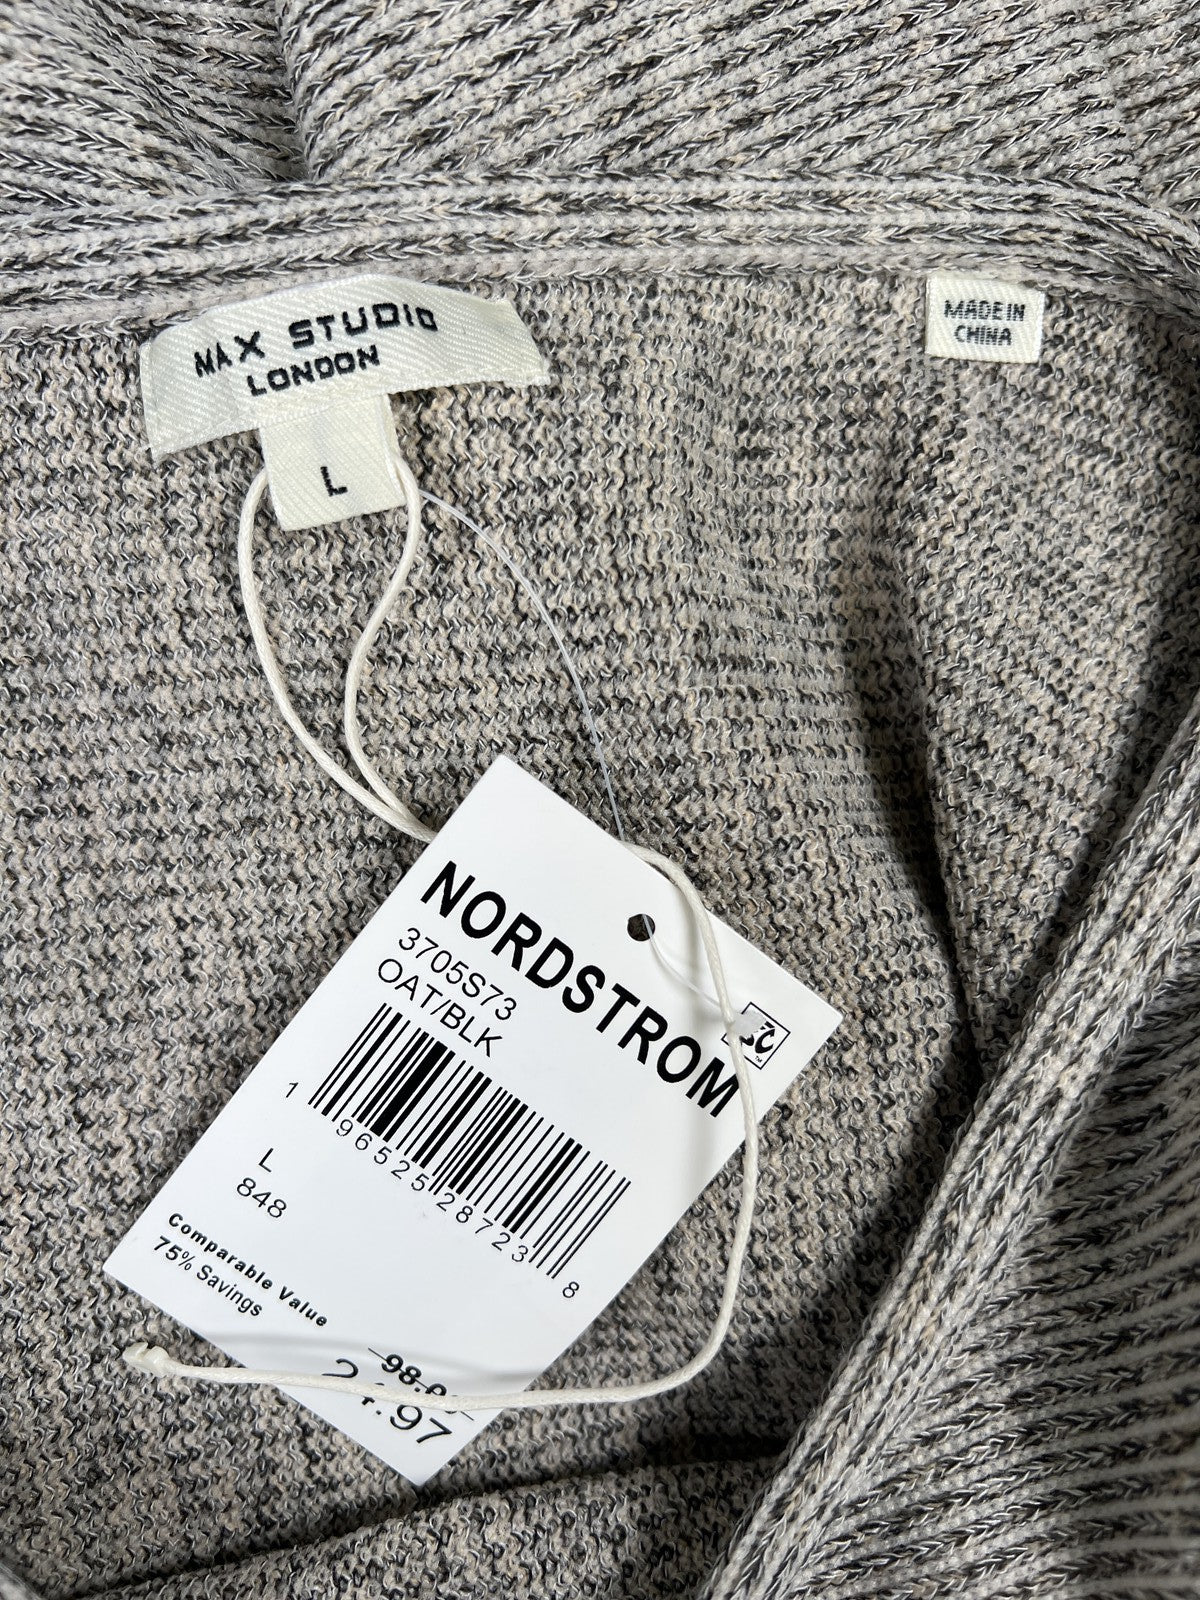 MAX STUDIO
LONDON
L
MADE IN
CHINA
NORDSTROM
3705S73
OAT/BLK
1 96525 28723 8
L
848
Comparable Value
75% Savings